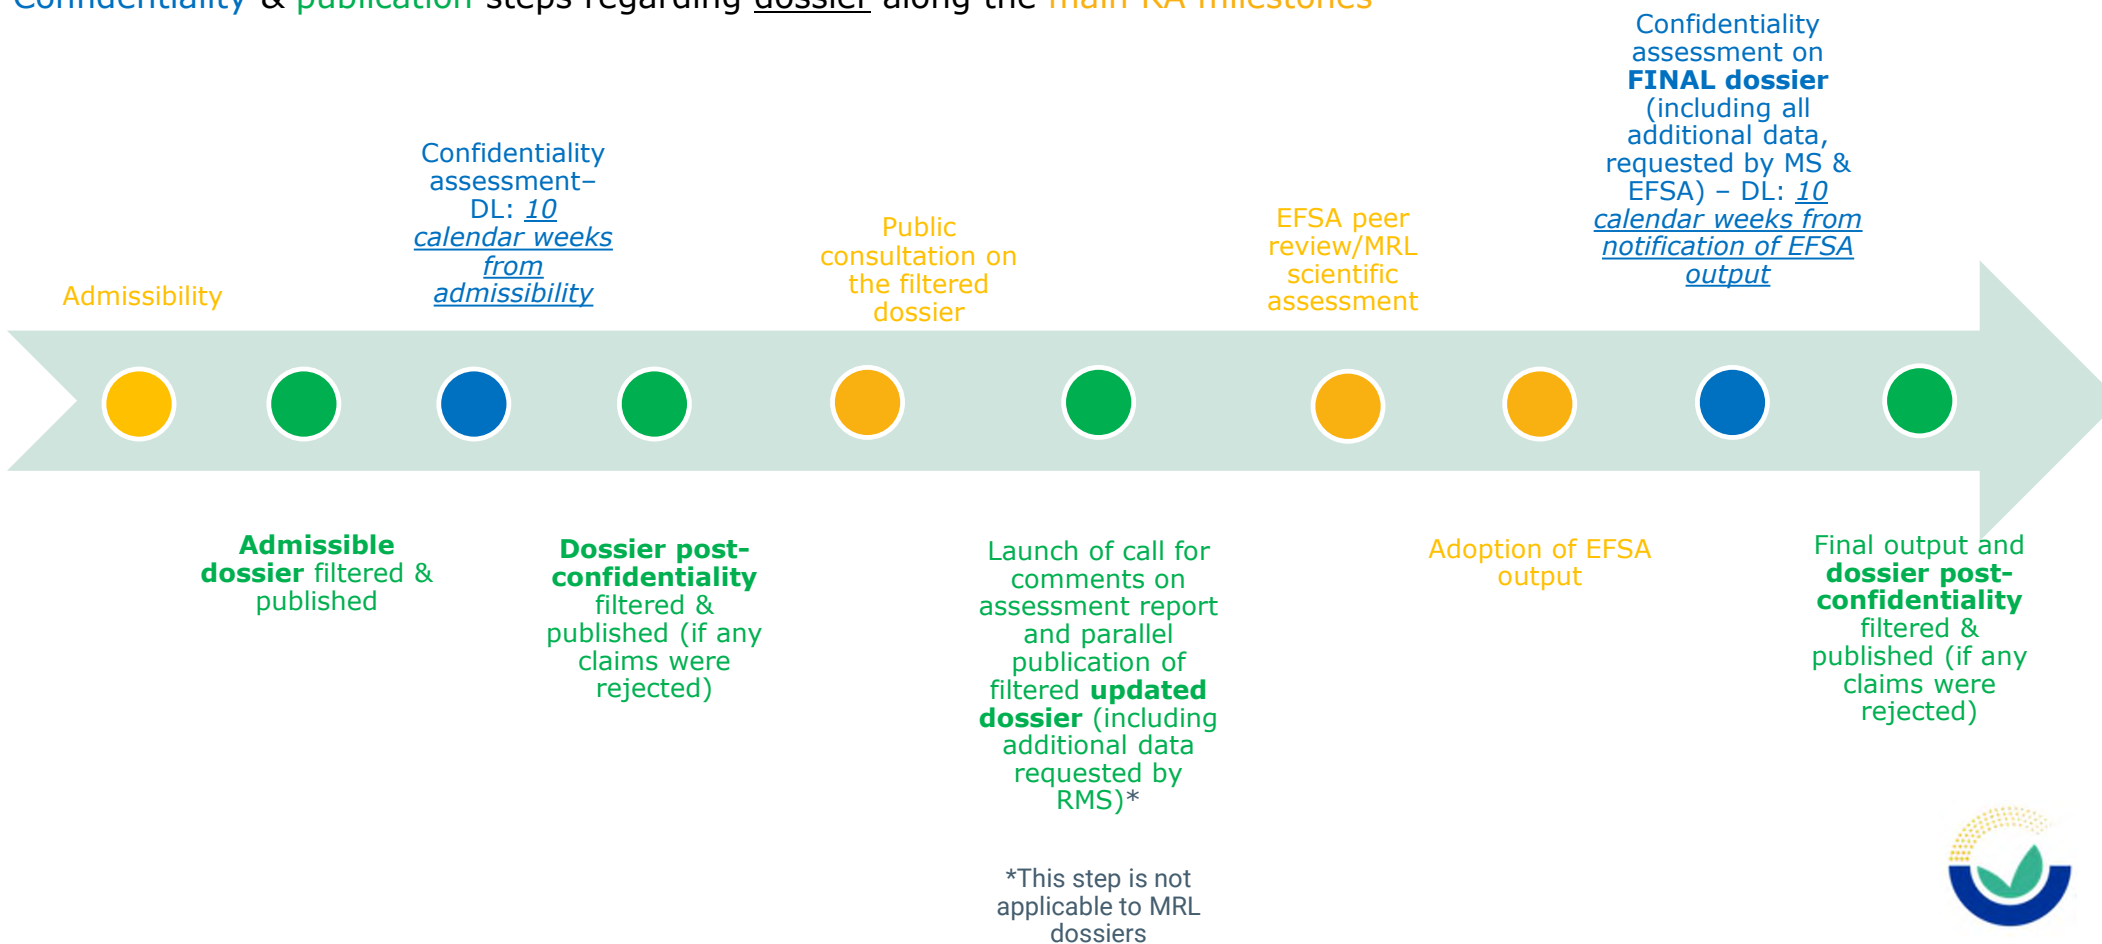 Confidentiality & publication steps regarding dossier along the main RA milestones
Admissibility
Admissible
dossier filtered &
published
Confidentiality
assessment–
DL: 10
calendar weeks
from
admissibility
Dossier post-
confidentiality
filtered &
published (if any
claims were
rejected)
Public
consultation on
the filtered
dossier
Launch of call for
comments on
assessment report
and parallel
publication of
filtered updated
dossier (including
additional data
requested by
RMS)*
*This step is not
applicable to MRL
dossiers
EFSA peer
review/MRL
scientific
assessment
Adoption of EFSA
output
Confidentiality
assessment on
FINAL dossier
(including all
additional data,
requested by MS &
EFSA) – DL: 10
calendar weeks from
notification of EFSA
output
Final output and
dossier post-
confidentiality
filtered &
published (if any
claims were
rejected)